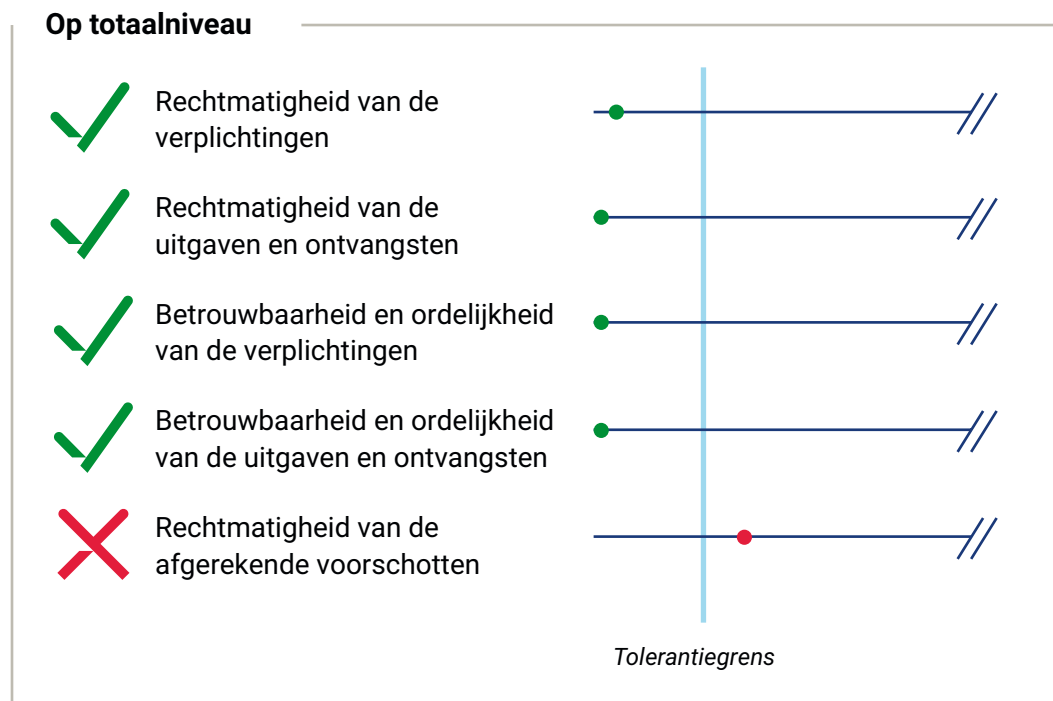 Op totaalniveau
Rechtmatigheid van de
verplichtingen
Rechtmatigheid van de
uitgaven en ontvangsten
Betrouwbaarheid en ordelijkheid
van de verplichtingen
Betrouwbaarheid en ordelijkheid
van de uitgaven en ontvangsten
Rechtmatigheid van de
afgerekende voorschotten
Tolerantiegrens